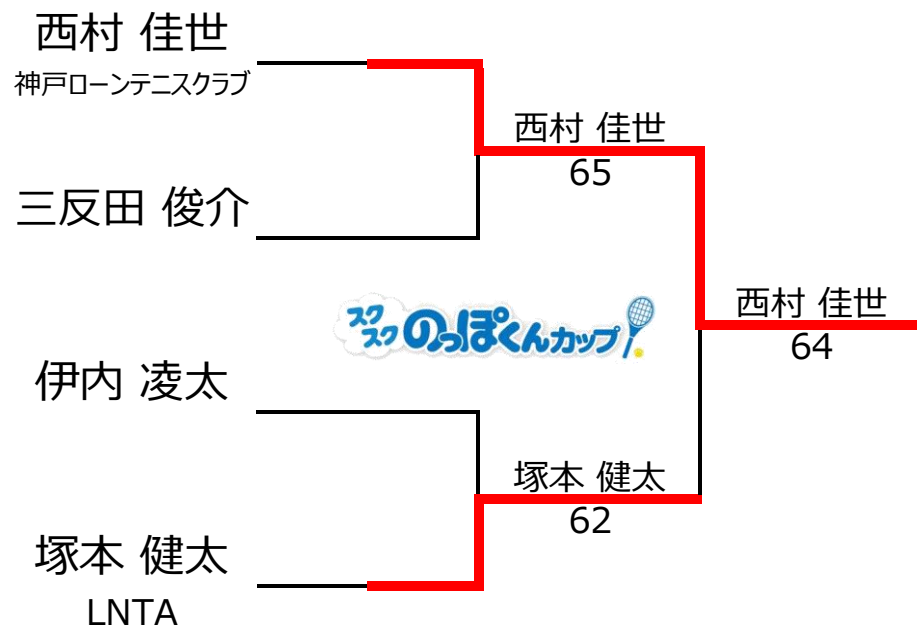 西村 佳世
神戸ローンテニスクラブ
西村 佳世
65
三反田 俊介
西村 佳世
64
スクスクのっぽくんカップ
伊内 凌太
塚本 健太
62
塚本 健太
LNTA